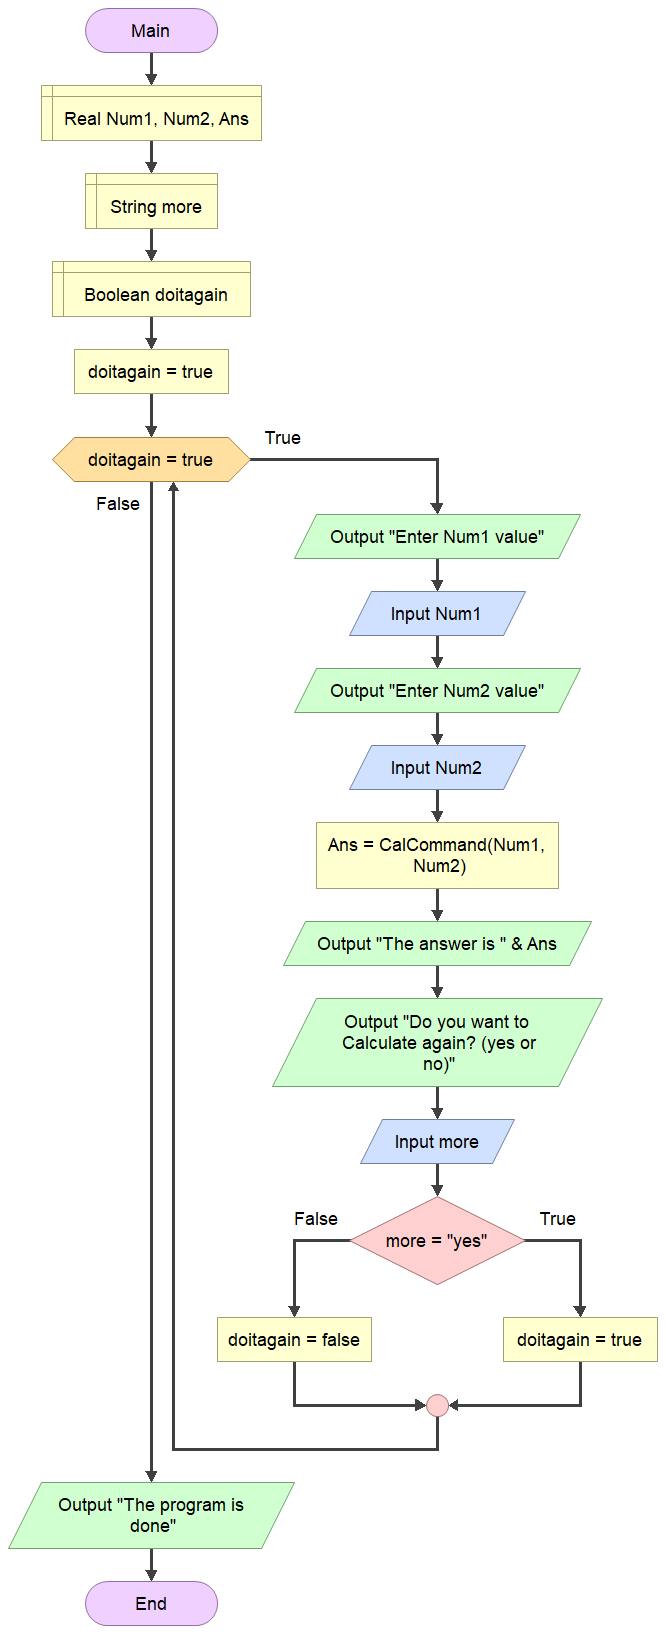 Main
Real Num1, Num2, Ans
String more
Boolean doitagain
doitagain = true
doitagain = true
True
False
Output "Enter Num1 value"
Input Num1
Output "Enter Num2 value"
Input Num2
Ans = CalCommand(Num1,
Num2)
Output "The answer is " & Ans
Output "Do you want to
Calculate again? (yes or
no)"
Input more
more = "yes"
False
True
doitagain = false
doitagain = true
Output "The program is
done"
End